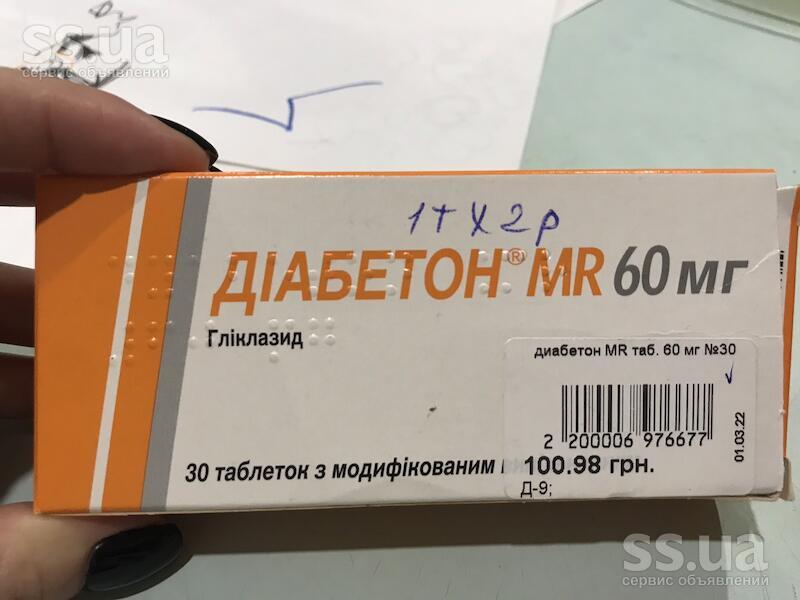 ss.ua
сервис объявлений
1т х 2р
ДІАБЕТОН® MR 60 мг
Гліклазид
диабетон MR таб. 60 мг №30
2 200006 976677
01.03.22
30 таблеток з модифікованим
100.98 грн.
Д-9;
ss.ua
сервис объявлений